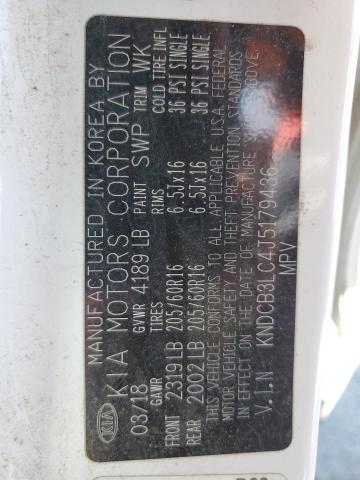 MANUFACTURED IN KOREA BY
KIA MOTORS CORPORATION
KIA
03/18 GVWR 4189 LB PAINT SWP TRIM WK
GAWR TIRES RIMS COLD TIRE INFL
FRONT 2319 LB 205/60R16 6.5Jx16 36 PSI SINGLE
REAR 2002 LB 205/60R16 6.5Jx16 36 PSI SINGLE
THIS VEHICLE CONFORMS TO ALL APPLICABLE U.S.A. FEDERAL
MOTOR VEHICLE SAFETY AND THEFT PREVENTION STANDARDS
IN EFFECT ON THE DATE OF MANUFACTURE ABOVE.
V.I.N KNDCB3LC4J5179436
MPV